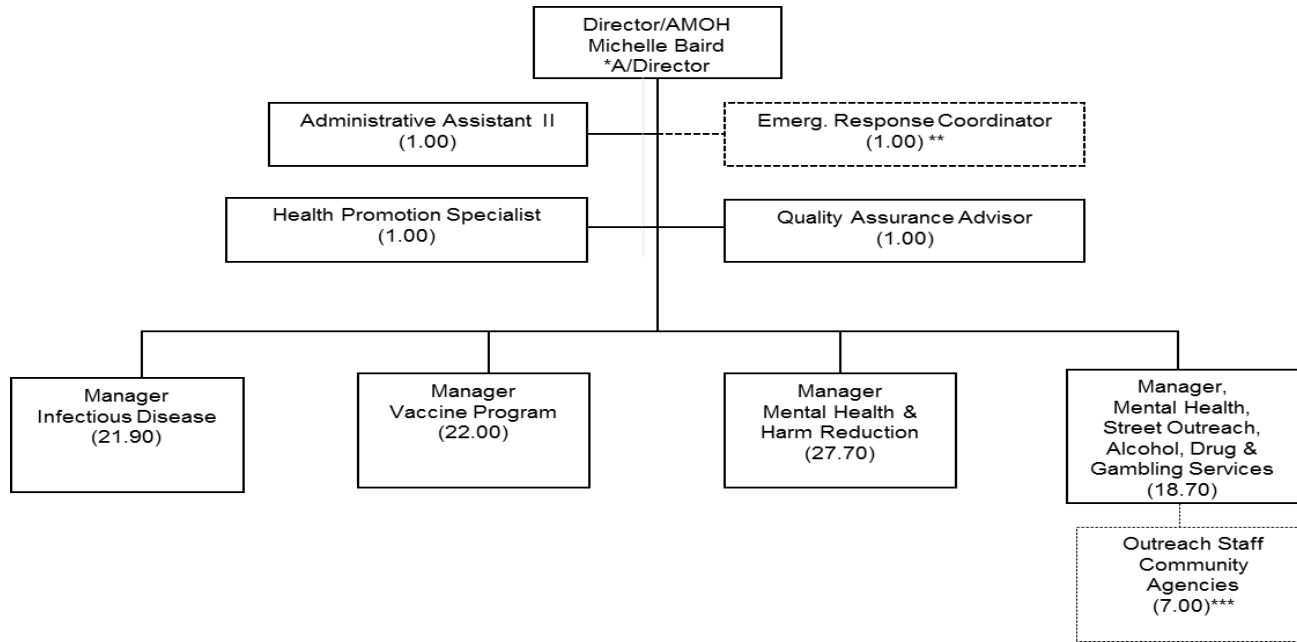 Director/AMOH
Michelle Baird
*A/Director
Administrative Assistant II
(1.00)
Emerg. Response Coordinator
(1.00) **
Health Promotion Specialist
(1.00)
Quality Assurance Advisor
(1.00)
Manager
Infectious Disease
(21.90)
Manager
Vaccine Program
(22.00)
Manager
Mental Health &
Harm Reduction
(27.70)
Manager,
Mental Health,
Street Outreach,
Alcohol, Drug &
Gambling Services
(18.70)
Outreach Staff
Community
Agencies
(7.00)***